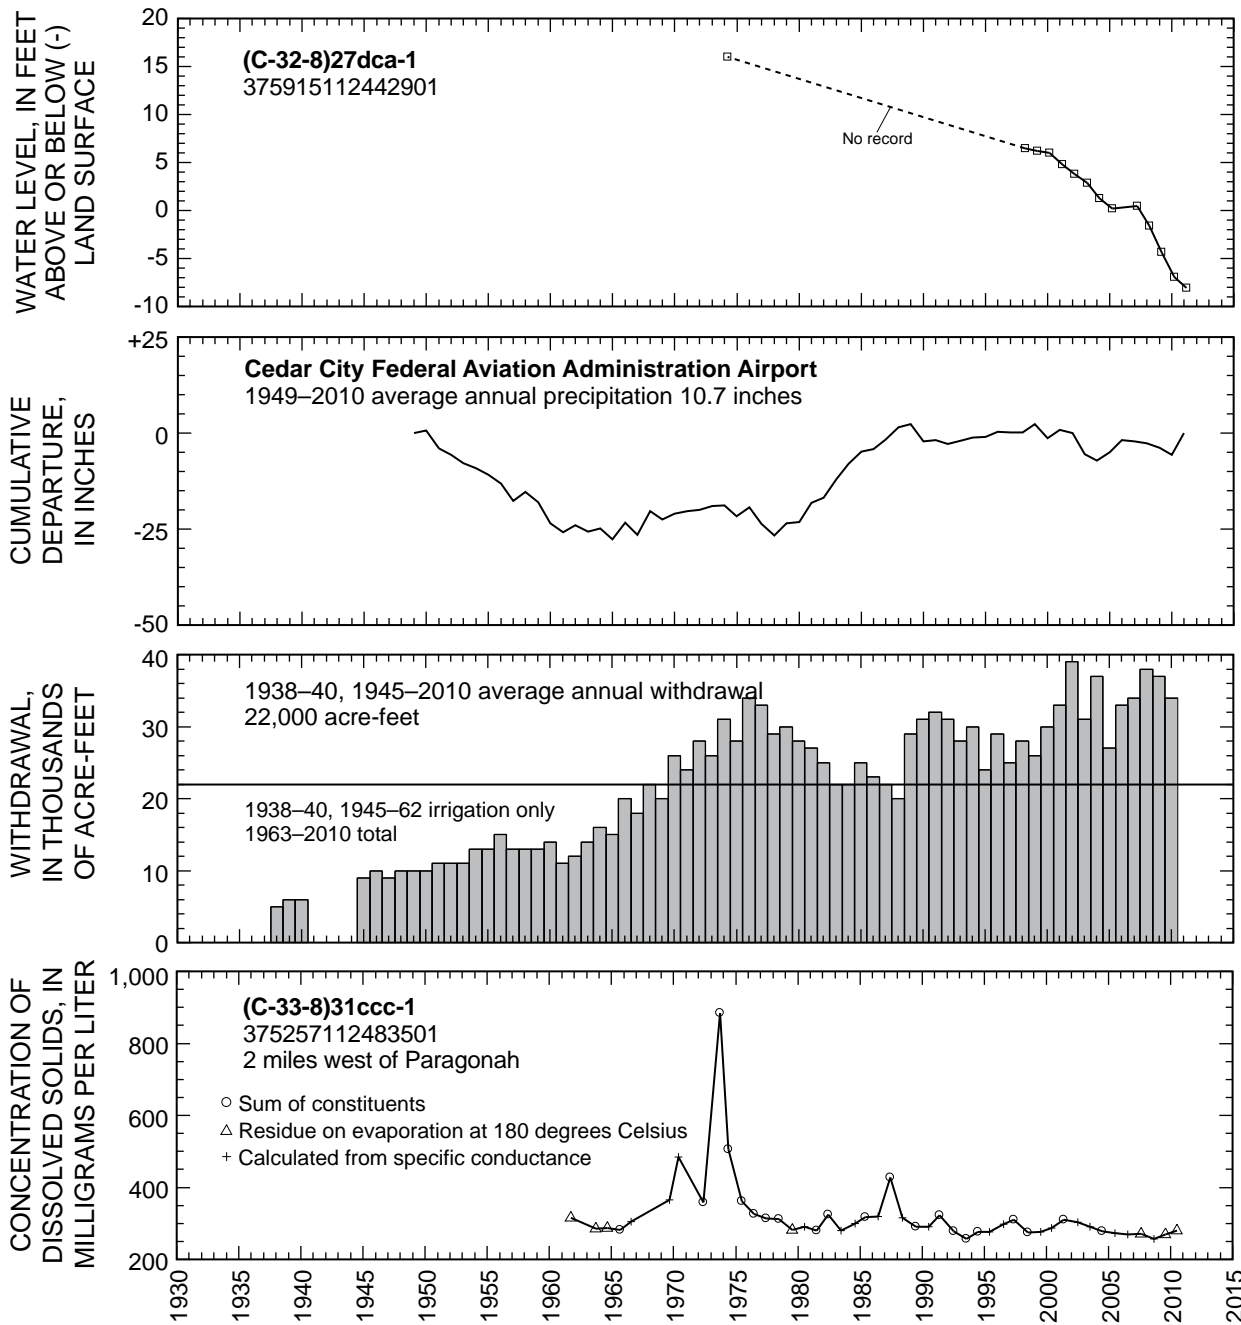 WATER LEVEL, IN FEET
ABOVE OR BELOW (-)
LAND SURFACE
20
15
10
5
0
-5
-10
(C-32-8)27dca-1
375915112442901
No record
CUMULATIVE
DEPARTURE,
IN INCHES
+25
0
-25
-50
Cedar City Federal Aviation Administration Airport
1949–2010 average annual precipitation 10.7 inches
WITHDRAWAL,
IN THOUSANDS
OF ACRE-FEET
40
30
20
10
0
1938–40, 1945–2010 average annual withdrawal
22,000 acre-feet
1938–40, 1945–62 irrigation only
1963–2010 total
CONCENTRATION OF
DISSOLVED SOLIDS, IN
MILLIGRAMS PER LITER
1,000
800
600
400
200
(C-33-8)31ccc-1
375257112483501
2 miles west of Paragonah
Sum of constituents
Residue on evaporation at 180 degrees Celsius
Calculated from specific conductance
1930
1935
1940
1945
1950
1955
1960
1965
1970
1975
1980
1985
1990
1995
2000
2005
2010
2015